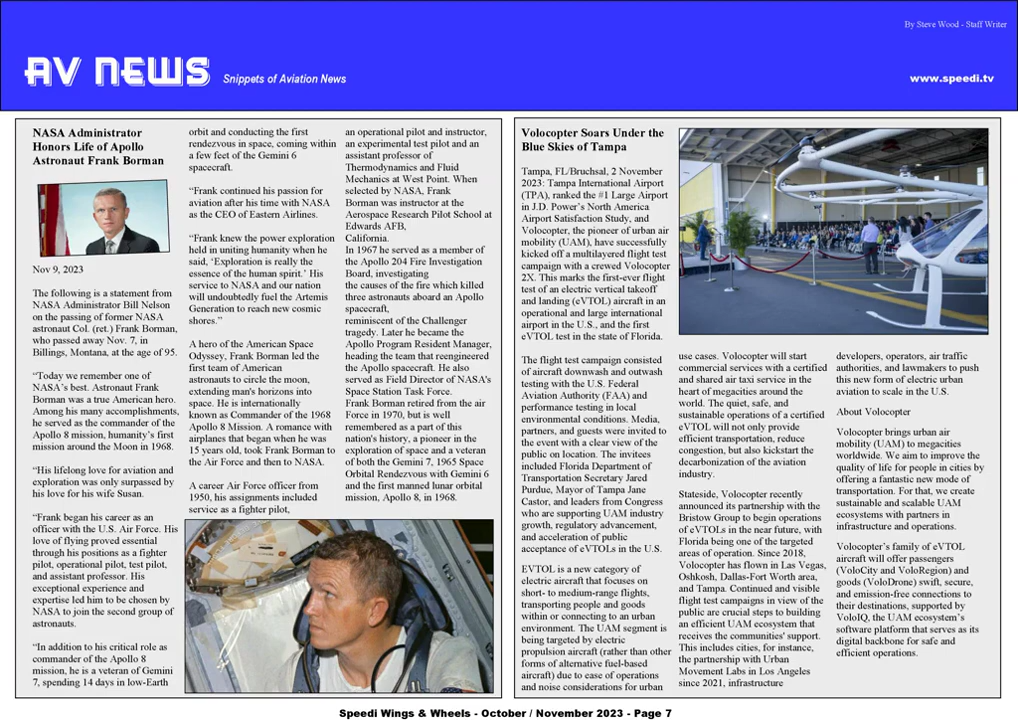 By Steve Wood - Staff Writer
AV NEWS
Snippets of Aviation News
www.speedi.tv
NASA Administrator
Honors Life of Apollo
Astronaut Frank Borman
Nov 9, 2023
The following is a statement from
NASA Administrator Bill Nelson
on the passing of former NASA
astronaut Col. (ret.) Frank Borman,
who passed away Nov. 7, in
Billings, Montana, at the age of 95.
“Today we remember one of
NASA’s best. Astronaut Frank
Borman was a true American hero.
Among his many accomplishments,
he served as the commander of the
Apollo 8 mission, humanity’s first
mission around the Moon in 1968.
“His lifelong love for aviation and
exploration was only surpassed by
his love for his wife Susan.
“Frank began his career as an
officer with the U.S. Air Force. His
love of flying proved essential
through his positions as a fighter
pilot, operational pilot, test pilot,
and assistant professor. His
exceptional experience and
expertise led him to be chosen by
NASA to join the second group of
astronauts.
“In addition to his critical role as
commander of the Apollo 8
mission, he is a veteran of Gemini
7, spending 14 days in low-Earth
orbit and conducting the first
rendezvous in space, coming within
a few feet of the Gemini 6
spacecraft.
“Frank continued his passion for
aviation after his time with NASA
as the CEO of Eastern Airlines.
“Frank knew the power exploration
held in uniting humanity when he
said, ‘Exploration is really the
essence of the human spirit.’ His
service to NASA and our nation
will undoubtedly fuel the Artemis
Generation to reach new cosmic
shores.”
A hero of the American Space
Odyssey, Frank Borman led the
first team of American
astronauts to circle the moon,
extending man's horizons into
space. He is internationally
known as Commander of the 1968
Apollo 8 Mission. A romance with
airplanes that began when he was
15 years old, took Frank Borman to
the Air Force and then to NASA.
A career Air Force officer from
1950, his assignments included
service as a fighter pilot,
an operational pilot and instructor,
an experimental test pilot and an
assistant professor of
Thermodynamics and Fluid
Mechanics at West Point. When
selected by NASA, Frank
Borman was instructor at the
Aerospace Research Pilot School at
Edwards AFB,
California.
In 1967 he served as a member of
the Apollo 204 Fire Investigation
Board, investigating
the causes of the fire which killed
three astronauts aboard an Apollo
spacecraft,
reminiscent of the Challenger
tragedy. Later he became the
Apollo Program Resident Manager,
heading the team that reengineered
the Apollo spacecraft. He also
served as Field Director of NASA's
Space Station Task Force.
Frank Borman retired from the air
Force in 1970, but is well
remembered as a part of this
nation's history, a pioneer in the
exploration of space and a veteran
of both the Gemini 7, 1965 Space
Orbital Rendezvous with Gemini 6
and the first manned lunar orbital
mission, Apollo 8, in 1968.
Volocopter Soars Under the
Blue Skies of Tampa
Tampa, FL/Bruchsal, 2 November
2023: Tampa International Airport
(TPA), ranked the #1 Large Airport
in J.D. Power’s North America
Airport Satisfaction Study, and
Volocopter, the pioneer of urban air
mobility (UAM), have successfully
kicked off a multilayered flight test
campaign with a crewed Volocopter
2X. This marks the first-ever flight
test of an electric vertical takeoff
and landing (eVTOL) aircraft in an
operational and large international
airport in the U.S., and the first
eVTOL test in the state of Florida.
The flight test campaign consisted
of aircraft downwash and outwash
testing with the U.S. Federal
Aviation Authority (FAA) and
performance testing in local
environmental conditions. Media,
partners, and guests were invited to
the event with a clear view of the
public on location. The invitees
included Florida Department of
Transportation Secretary Jared
Purdue, Mayor of Tampa Jane
Castor, and leaders from Congress
who are supporting UAM industry
growth, regulatory advancement,
and acceleration of public
acceptance of eVTOLs in the U.S.
EVTOL is a new category of
electric aircraft that focuses on
short- to medium-range flights,
transporting people and goods
within or connecting to an urban
environment. The UAM segment is
being targeted by electric
propulsion aircraft (rather than other
forms of alternative fuel-based
aircraft) due to ease of operations
and noise considerations for urban
use cases. Volocopter will start
commercial services with a certified
and shared air taxi service in the
heart of megacities around the
world. The quiet, safe, and
sustainable operations of a certified
eVTOL will not only provide
efficient transportation, reduce
congestion, but also kickstart the
decarbonization of the aviation
industry.
Stateside, Volocopter recently
announced its partnership with the
Bristow Group to begin operations
of eVTOLs in the near future, with
Florida being one of the targeted
areas of operation. Since 2018,
Volocopter has flown in Las Vegas,
Oshkosh, Dallas-Fort Worth area,
and Tampa. Continued and visible
flight test campaigns in view of the
public are crucial steps to building
an efficient UAM ecosystem that
receives the communities' support.
This includes cities, for instance,
the partnership with Urban
Movement Labs in Los Angeles
since 2021, infrastructure
developers, operators, air traffic
authorities, and lawmakers to push
this new form of electric urban
aviation to scale in the U.S.
About Volocopter
Volocopter brings urban air
mobility (UAM) to megacities
worldwide. We aim to improve the
quality of life for people in cities by
offering a fantastic new mode of
transportation. For that, we create
sustainable and scalable UAM
ecosystems with partners in
infrastructure and operations.
Volocopter’s family of eVTOL
aircraft will offer passengers
(VoloCity and VoloRegion) and
goods (VoloDrone) swift, secure,
and emission-free connections to
their destinations, supported by
VoloIQ, the UAM ecosystem’s
software platform that serves as its
digital backbone for safe and
efficient operations.
Speedi Wings & Wheels - October / November 2023 - Page 7